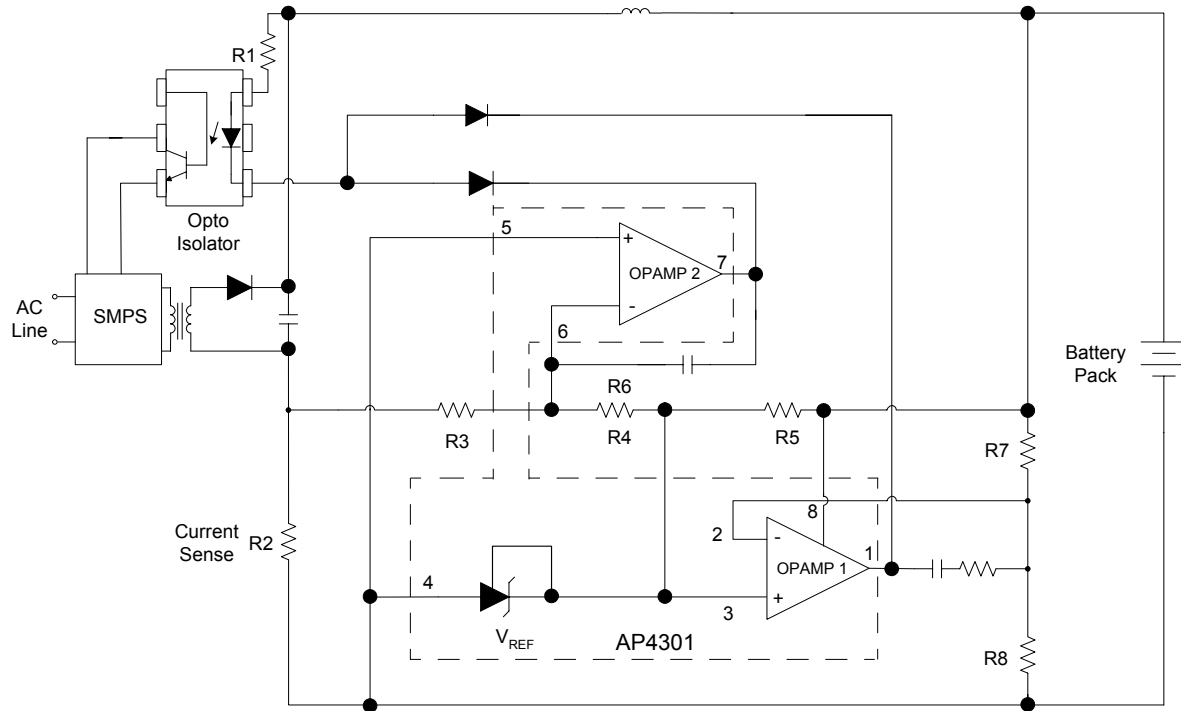 R1
Opto
Isolator
5
+
OPAMP 2
7
-
6
AC
Line
SMPS
Battery
Pack
R6
R3
R4
R5
R7
Current
Sense
R2
8
2
-
OPAMP 1
1
4
+
3
VREF
AP4301
R8